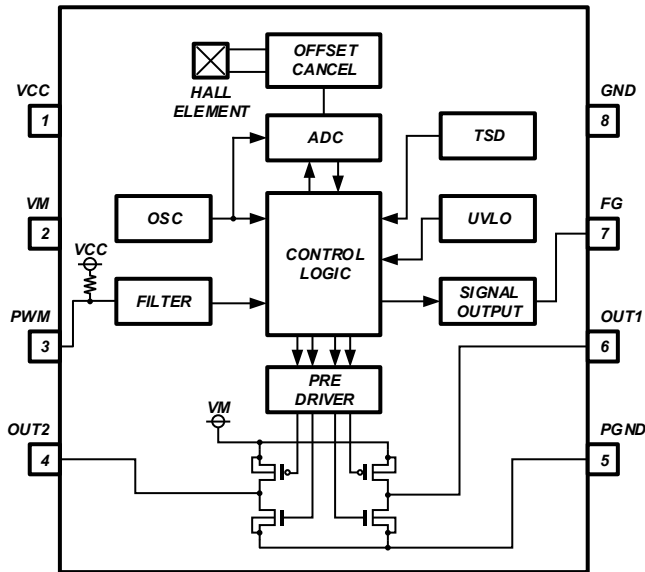 OFFSET
CANCEL
HALL
ELEMENT
VCC
1
GND
8
ADC
TSD
VM
2
OSC
UVLO
FG
7
VCC
CONTROL
LOGIC
PWM
3
FILTER
SIGNAL
OUTPUT
OUT1
6
PRE
DRIVER
VM
OUT2
4
PGND
5